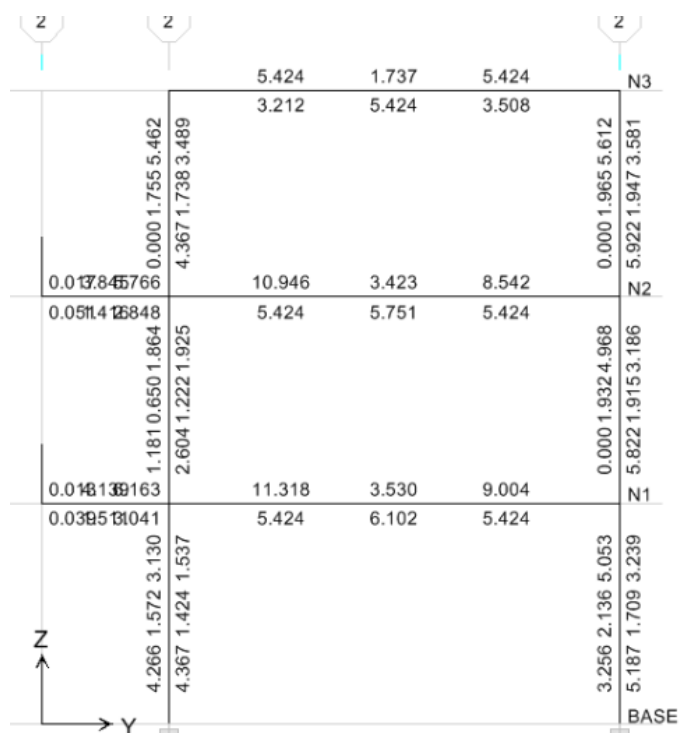 2 2 2
5.424 1.737 5.424 N3
3.212 5.424 3.508
0.000 1.755 5.462
4.367 1.738 3.489
0.000 1.965 5.612
5.922 1.947 3.581
10.946 3.423 8.542 N2
5.424 5.751 5.424
1.181 0.650 1.864
2.604 1.222 1.925
0.000 1.932 4.968
5.822 1.915 3.186
11.318 3.530 9.004 N1
5.424 6.102 5.424
4.266 1.572 3.130
4.367 1.424 1.537
3.256 2.136 5.053
5.187 1.709 3.239
Z
Y BASE